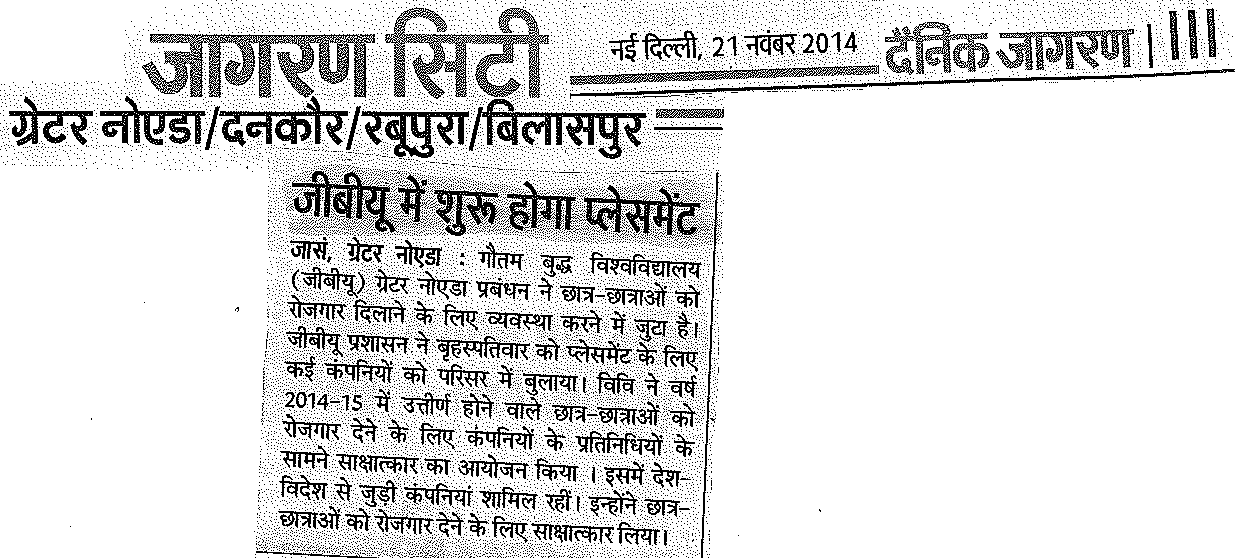 जागरण सिटी
नई दिल्ली, 21 नवंबर 2014
दैनिक जागरण
ग्रेटर नोएडा/दनकौर/रबूपुरा/बिलासपुर
जीबीयू में शुरू होगा प्लेसमेंट
जासं, ग्रेटर नोएडा : गौतम बुद्ध विश्वविद्यालय
(जीबीयू) ग्रेटर नोएडा प्रबंधन ने छात्र-छात्राओं को
रोजगार दिलाने के लिए व्यवस्था करने में जुटा है।
जीबीयू प्रशासन ने बृहस्पतिवार को प्लेसमेंट के लिए
कई कंपनियों को परिसर में बुलाया। विवि ने वर्ष
2014-15 में उत्तीर्ण होने वाले छात्र-छात्राओं को
रोजगार देने के लिए कंपनियों के प्रतिनिधियों के
सामने साक्षात्कार का आयोजन किया । इसमें देश-
विदेश से जुड़ी कंपनियां शामिल रहीं। इन्होंने छात्र-
छात्राओं को रोजगार देने के लिए साक्षात्कार लिया।